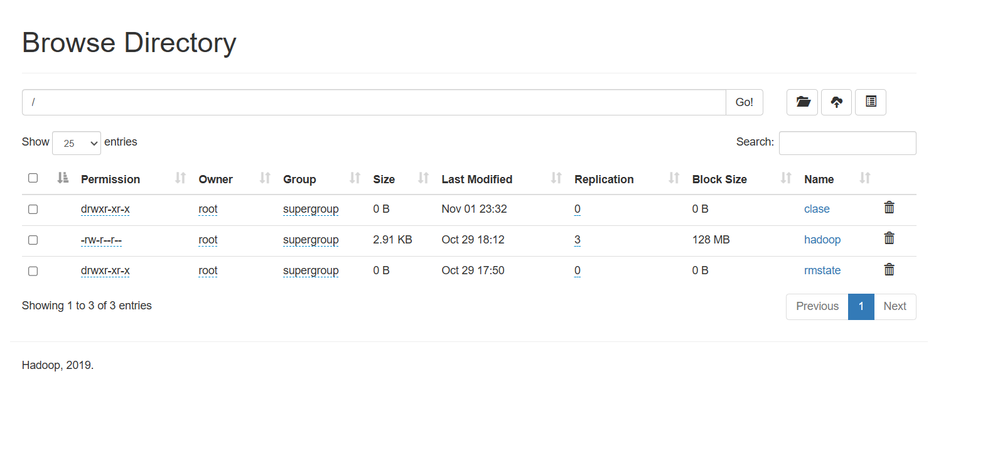 Browse Directory
/ Go!
Show 25 entries Search:
Permission Owner Group Size Last Modified Replication Block Size Name
drwxr-xr-x root supergroup 0 B Nov 01 23:32 0 0 B clase
-rw-r--r-- root supergroup 2.91 KB Oct 29 18:12 3 128 MB hadoop
drwxr-xr-x root supergroup 0 B Oct 29 17:50 0 0 B rmstate
Showing 1 to 3 of 3 entries Previous 1 Next
Hadoop, 2019.